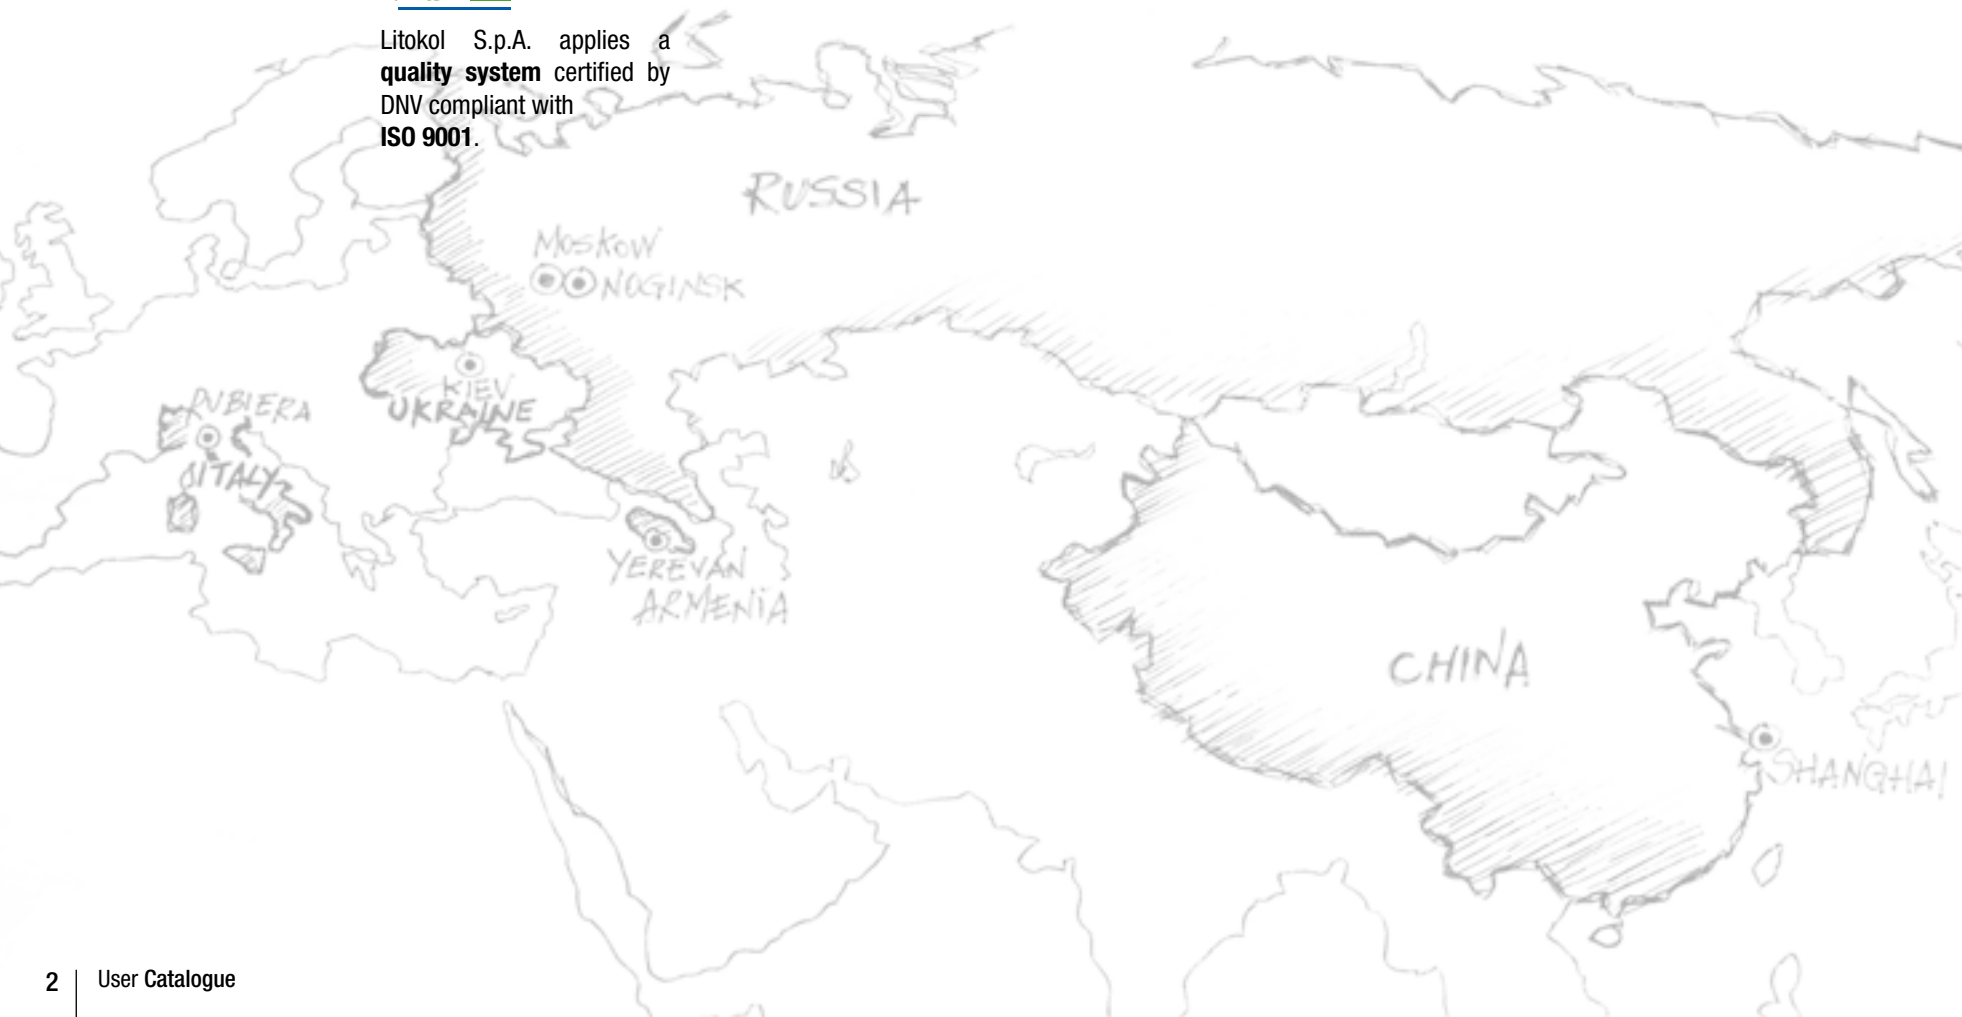 Litokol S.p.A. applies a
quality system certified by
DNV compliant with
ISO 9001.
RUSSIA
MOSKOW
NOGINSK
KIEV
UKRAINE
RUBIERA
ITALY
YEREVAN
ARMENIA
CHINA
SHANGHAI
2 User Catalogue